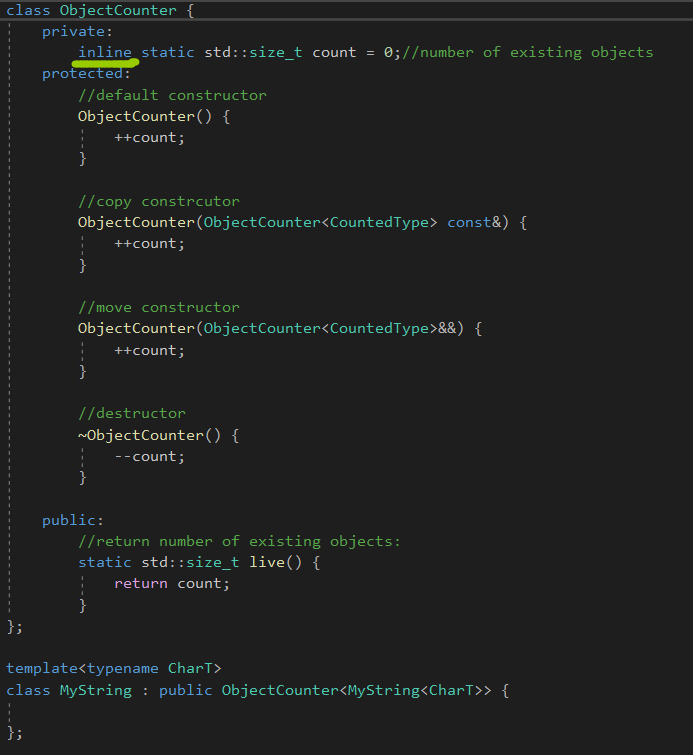 class ObjectCounter {
private:
inline static std::size_t count = 0;//number of existing objects
protected:
//default constructor
ObjectCounter() {
++count;
}
//copy constrcutor
ObjectCounter(ObjectCounter<CountedType> const&) {
++count;
}
//move constructor
ObjectCounter(ObjectCounter<CountedType>&&) {
++count;
}
//destructor
~ObjectCounter() {
--count;
}
public:
//return number of existing objects:
static std::size_t live() {
return count;
}
};
template<typename CharT>
class MyString : public ObjectCounter<MyString<CharT>> {
};